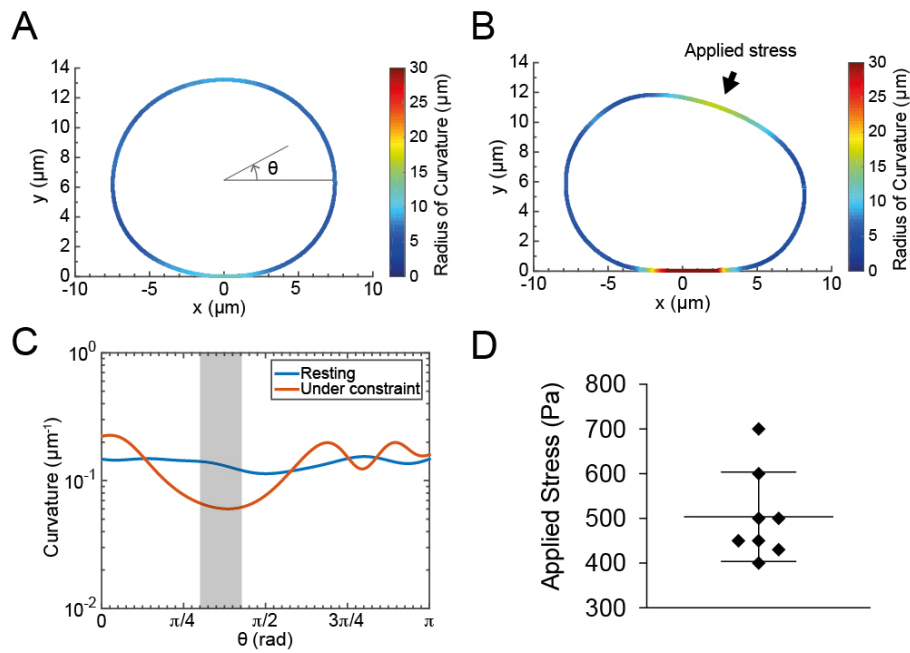 A
14
12
10
8
6
4
2
0
y (μm)
-10
-5
0
5
10
x (μm)
θ
30
25
20
15
10
5
0
Radius of Curvature (μm)
B
Applied stress
14
12
10
8
6
4
2
0
y (μm)
-10
-5
0
5
10
x (μm)
30
25
20
15
10
5
0
Radius of Curvature (μm)
C
10⁰
10⁻¹
10⁻²
Curvature (μm⁻¹)
Resting
Under constraint
0
π/4
π/2
3π/4
π
θ (rad)
D
800
700
600
500
400
300
Applied Stress (Pa)